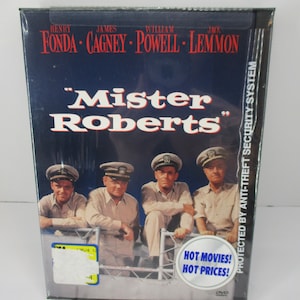 HENRY JAMES WILLIAM JACK
FONDA · CAGNEY · POWELL · LEMMON
"Mister
Roberts"
PROTECTED BY ANTI-THEFT SECURITY SYSTEM
HOT MOVIES!
HOT PRICES!
DVD